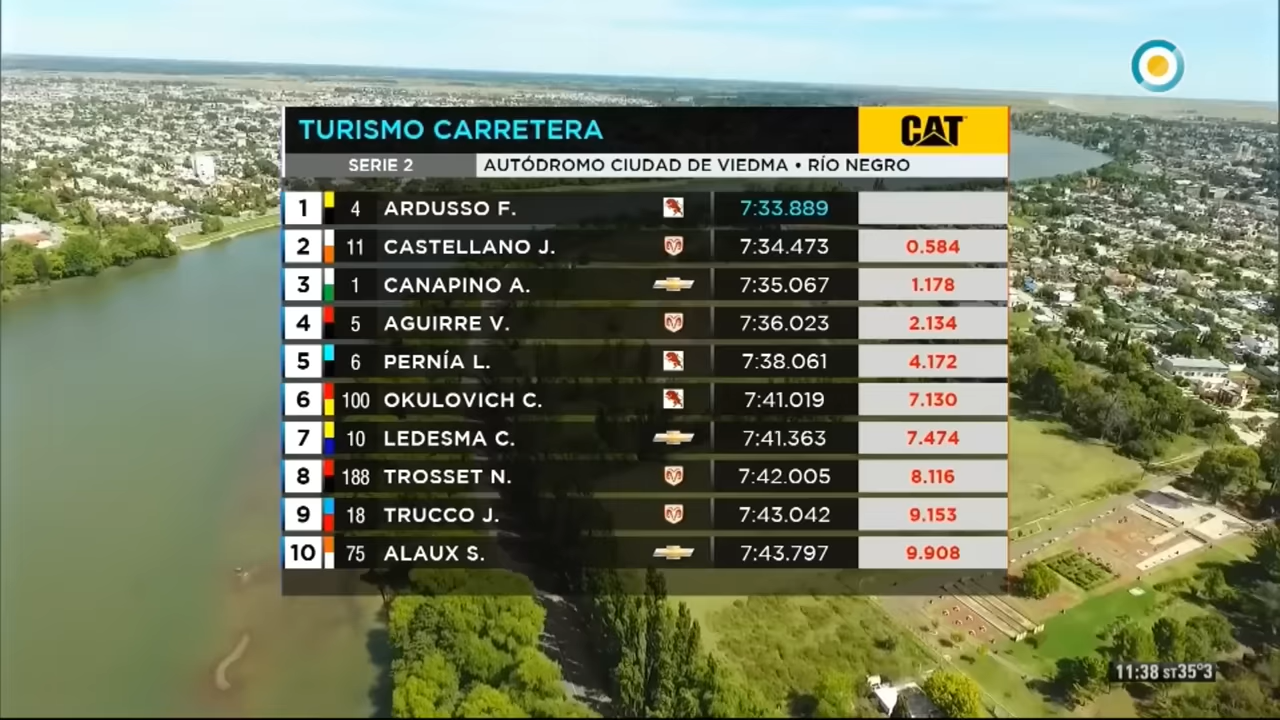 TURISMO CARRETERA
CAT
SERIE 2 AUTÓDROMO CIUDAD DE VIEDMA • RÍO NEGRO
1 4 ARDUSSO F. 7:33.889
2 11 CASTELLANO J. 7:34.473 0.584
3 1 CANAPINO A. 7:35.067 1.178
4 5 AGUIRRE V. 7:36.023 2.134
5 6 PERNÍA L. 7:38.061 4.172
6 100 OKULOVICH C. 7:41.019 7.130
7 10 LEDESMA C. 7:41.363 7.474
8 188 TROSSET N. 7:42.005 8.116
9 18 TRUCCO J. 7:43.042 9.153
10 75 ALAUX S. 7:43.797 9.908
11:38 ST35°3